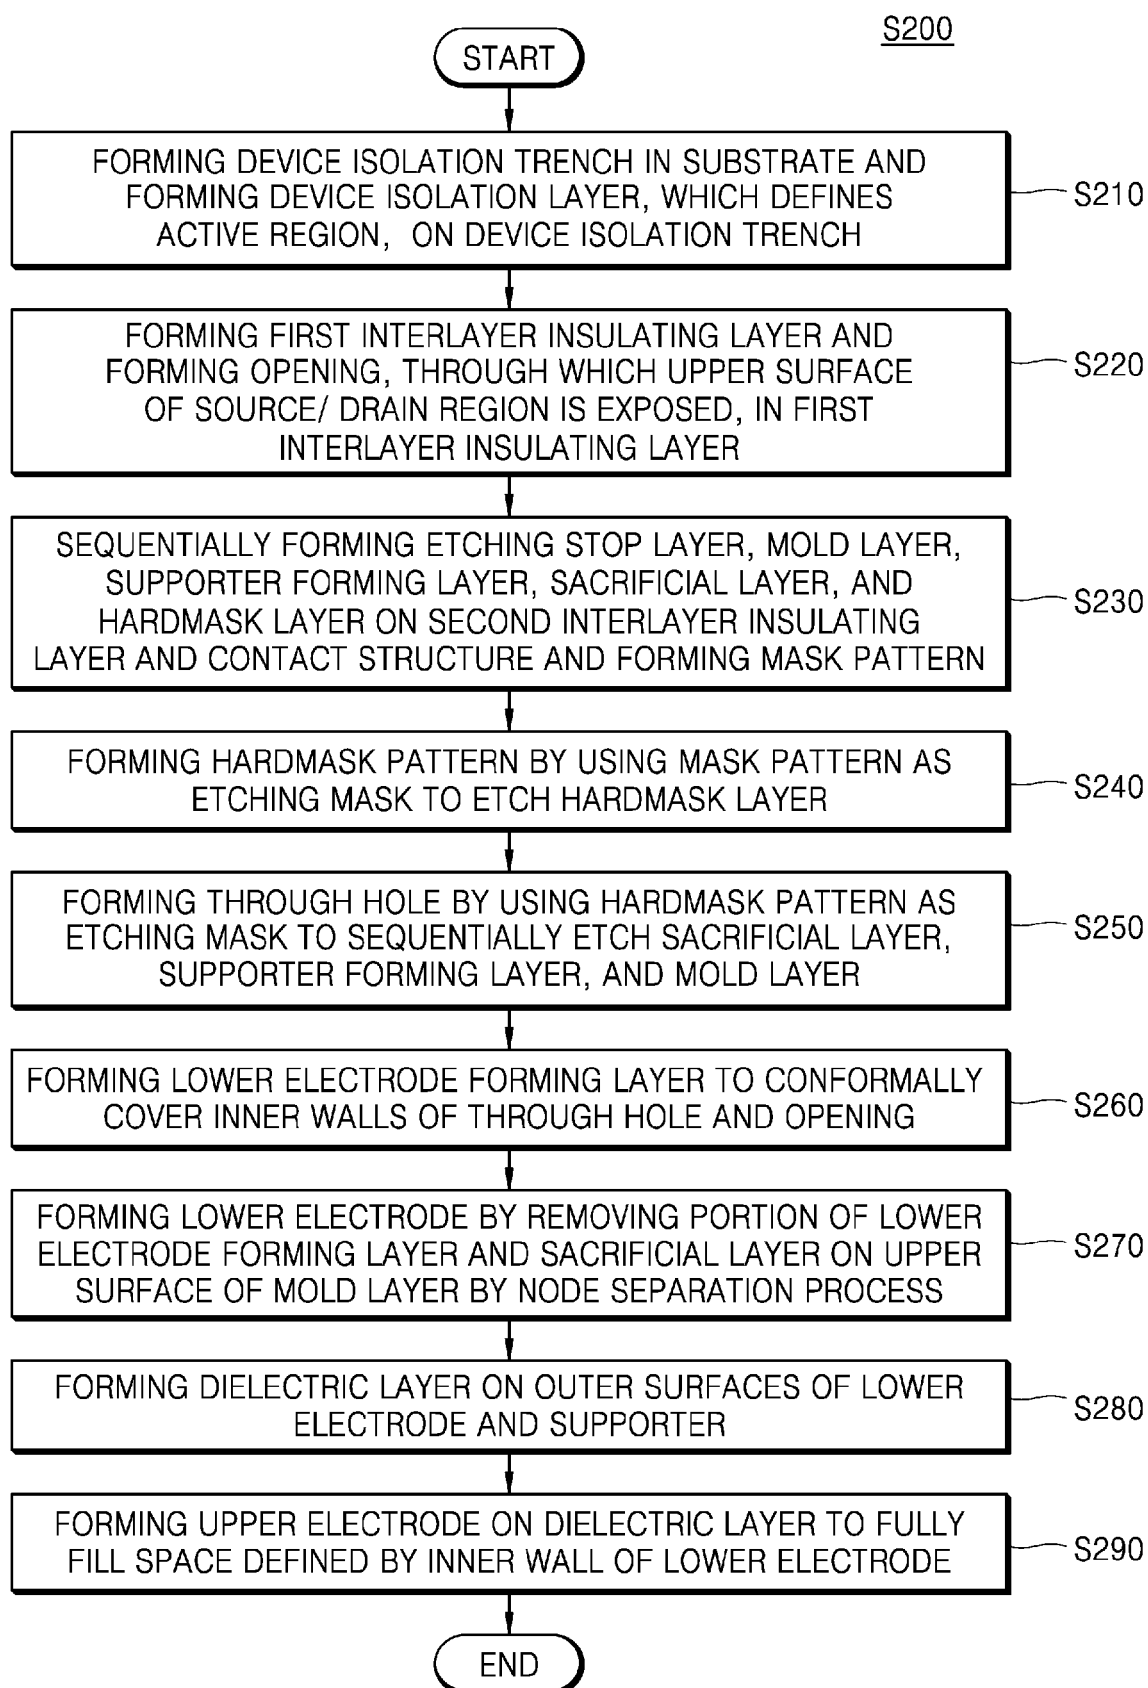 S200
START
FORMING DEVICE ISOLATION TRENCH IN SUBSTRATE AND
FORMING DEVICE ISOLATION LAYER, WHICH DEFINES
ACTIVE REGION, ON DEVICE ISOLATION TRENCH
S210
FORMING FIRST INTERLAYER INSULATING LAYER AND
FORMING OPENING, THROUGH WHICH UPPER SURFACE
OF SOURCE/ DRAIN REGION IS EXPOSED, IN FIRST
INTERLAYER INSULATING LAYER
S220
SEQUENTIALLY FORMING ETCHING STOP LAYER, MOLD LAYER,
SUPPORTER FORMING LAYER, SACRIFICIAL LAYER, AND
HARDMASK LAYER ON SECOND INTERLAYER INSULATING
LAYER AND CONTACT STRUCTURE AND FORMING MASK PATTERN
S230
FORMING HARDMASK PATTERN BY USING MASK PATTERN AS
ETCHING MASK TO ETCH HARDMASK LAYER
S240
FORMING THROUGH HOLE BY USING HARDMASK PATTERN AS
ETCHING MASK TO SEQUENTIALLY ETCH SACRIFICIAL LAYER,
SUPPORTER FORMING LAYER, AND MOLD LAYER
S250
FORMING LOWER ELECTRODE FORMING LAYER TO CONFORMALLY
COVER INNER WALLS OF THROUGH HOLE AND OPENING
S260
FORMING LOWER ELECTRODE BY REMOVING PORTION OF LOWER
ELECTRODE FORMING LAYER AND SACRIFICIAL LAYER ON UPPER
SURFACE OF MOLD LAYER BY NODE SEPARATION PROCESS
S270
FORMING DIELECTRIC LAYER ON OUTER SURFACES OF LOWER
ELECTRODE AND SUPPORTER
S280
FORMING UPPER ELECTRODE ON DIELECTRIC LAYER TO FULLY
FILL SPACE DEFINED BY INNER WALL OF LOWER ELECTRODE
S290
END